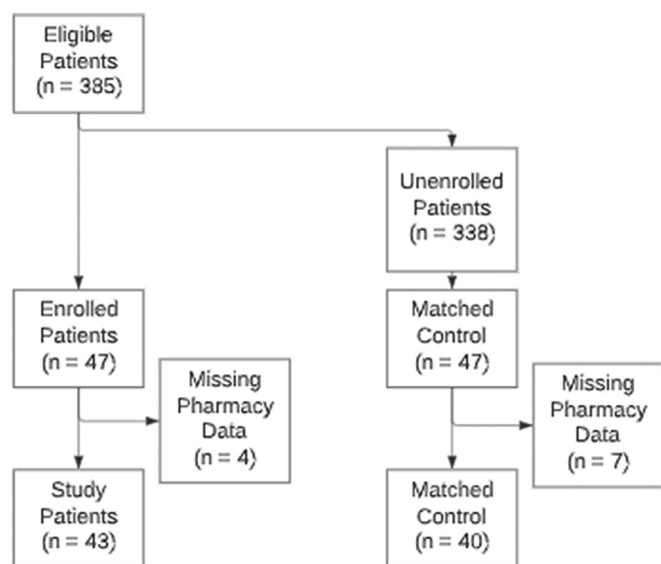 Eligible
Patients
(n = 385)
Unenrolled
Patients
(n = 338)
Enrolled
Patients
(n = 47)
Matched
Control
(n = 47)
Missing
Pharmacy
Data
(n = 4)
Missing
Pharmacy
Data
(n = 7)
Study
Patients
(n = 43)
Matched
Control
(n = 40)